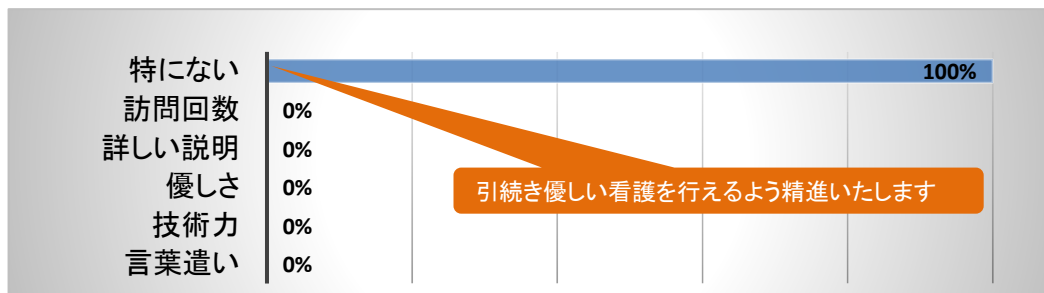 特にない 100%
訪問回数 0%
詳しい説明 0%
優しさ 0%
引続き優しい看護を行えるよう精進いたします
技術力 0%
言葉遣い 0%